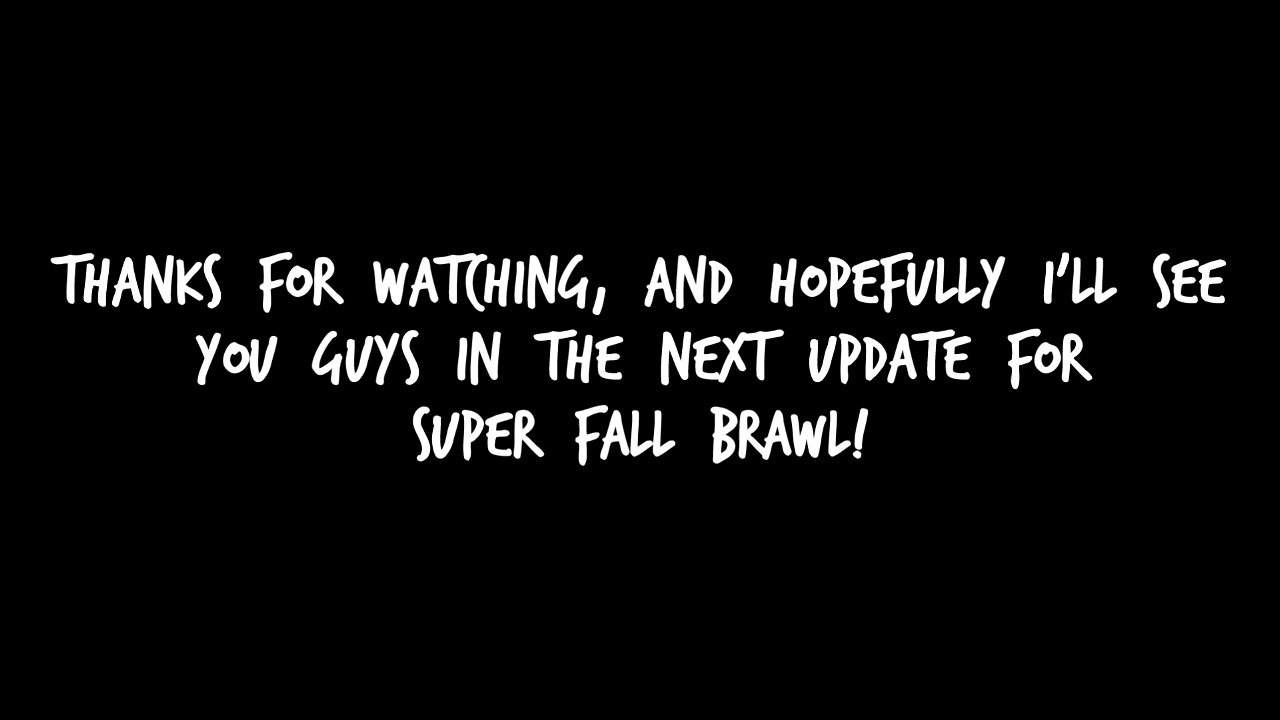 THANKS FOR WATCHING, AND HOPEFULLY I'LL SEE
YOU GUYS IN THE NEXT UPDATE FOR
SUPER FALL BRAWL!